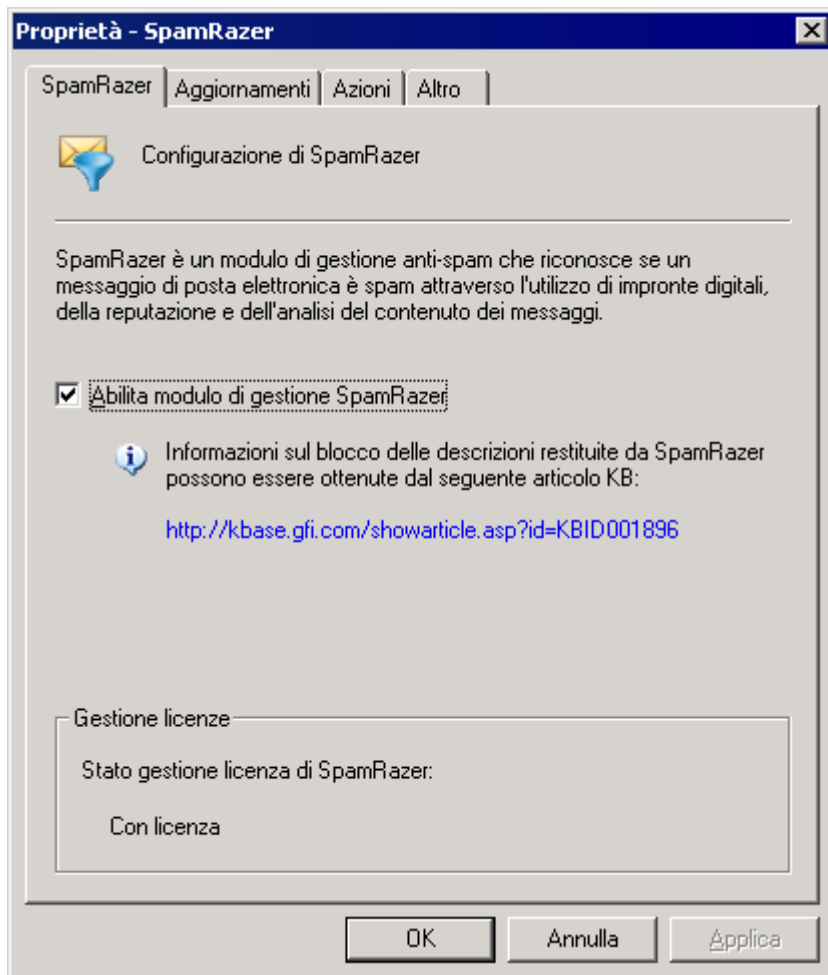 Proprietà - SpamRazer
SpamRazer Aggiornamenti Azioni Altro
Configurazione di SpamRazer
SpamRazer è un modulo di gestione anti-spam che riconosce se un
messaggio di posta elettronica è spam attraverso l'utilizzo di impronte digitali,
della reputazione e dell'analisi del contenuto dei messaggi.
Abilita modulo di gestione SpamRazer
Informazioni sul blocco delle descrizioni restituite da SpamRazer
possono essere ottenute dal seguente articolo KB:
http://kbase.gfi.com/showarticle.asp?id=KBID001896
Gestione licenze
Stato gestione licenza di SpamRazer:
Con licenza
OK Annulla Applica